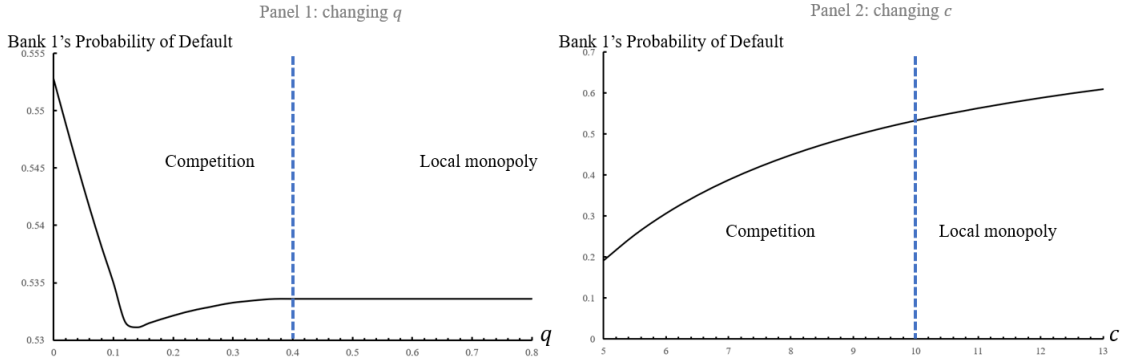 Panel 1: changing q
Bank 1's Probability of Default
0.555
0.55
0.545
0.54
0.535
0.53
Competition
Local monopoly
0 0.1 0.2 0.3 0.4 0.5 0.6 0.7 0.8
q
Panel 2: changing c
Bank 1's Probability of Default
0.7
0.6
0.5
0.4
0.3
0.2
0.1
0
Competition
Local monopoly
5 6 7 8 9 10 11 12 13
c